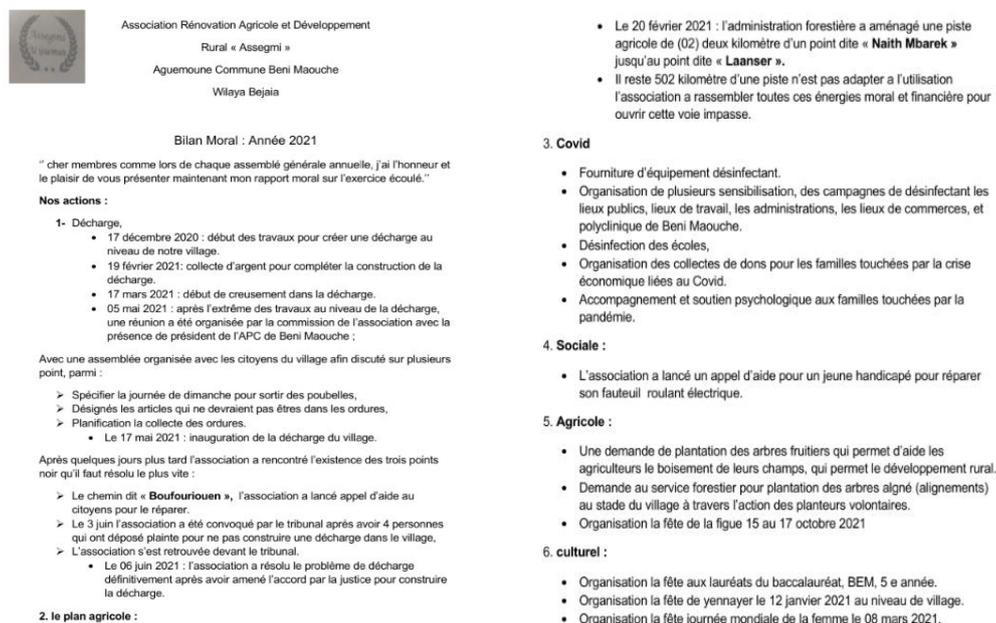 Assegmi
Association Rénovation Agricole et Développement
Rural « Assegmi »
Aguemoune Commune Beni Maouche
Wilaya Bejaia
Bilan Moral : Année 2021
‘’ cher membres comme lors de chaque assemblé générale annuelle, j’ai l’honneur et
le plaisir de vous présenter maintenant mon rapport moral sur l’exercice écoulé.’’
Nos actions :
1- Décharge,
• 17 décembre 2020 : début des travaux pour créer une décharge au
niveau de notre village.
• 19 février 2021: collecte d’argent pour compléter la construction de la
décharge.
• 17 mars 2021 : début de creusement dans la décharge.
• 05 mai 2021 : après l’extrême des travaux au niveau de la décharge,
une réunion a été organisée par la commission de l’association avec la
présence de président de l’APC de Beni Maouche ;
Avec une assemblée organisée avec les citoyens du village afin discuté sur plusieurs
point, parmi :
➢ Spécifier la journée de dimanche pour sortir des poubelles,
➢ Désignés les articles qui ne devraient pas êtres dans les ordures,
➢ Planification la collecte des ordures.
• Le 17 mai 2021 : inauguration de la décharge du village.
Après quelques jours plus tard l’association a rencontré l’existence des trois points
noir qu’il faut résolu le plus vite :
➢ Le chemin dit « Boufouriouen », l’association a lancé appel d’aide au
citoyens pour le réparer.
➢ Le 3 juin l’association a été convoqué par le tribunal après avoir 4 personnes
qui ont déposé plainte pour ne pas construire une décharge dans le village,
➢ L’association s’est retrouvée devant le tribunal.
• Le 06 juin 2021 : l’association a résolu le problème de décharge
définitivement après avoir amené l’accord par la justice pour construire
la décharge.
2. le plan agricole :
• Le 20 février 2021 : l’administration forestière a aménagé une piste
agricole de (02) deux kilomètre d’un point dite « Naith Mbarek »
jusqu’au point dite « Laanser ».
• Il reste 502 kilomètre d’une piste n’est pas adapter a l’utilisation
l’association a rassembler toutes ces énergies moral et financière pour
ouvrir cette voie impasse.
3. Covid
• Fourniture d’équipement désinfectant.
• Organisation de plusieurs sensibilisation, des campagnes de désinfectant les
lieux publics, lieux de travail, les administrations, les lieux de commerces, et
polyclinique de Beni Maouche.
• Désinfection des écoles,
• Organisation des collectes de dons pour les familles touchées par la crise
économique liées au Covid.
• Accompagnement et soutien psychologique aux familles touchées par la
pandémie.
4. Sociale :
• L’association a lancé un appel d’aide pour un jeune handicapé pour réparer
son fauteuil roulant électrique.
5. Agricole :
• Une demande de plantation des arbres fruitiers qui permet d’aide les
agriculteurs le boisement de leurs champs, qui permet le développement rural.
• Demande au service forestier pour plantation des arbres algné (alignements)
au stade du village à travers l’action des planteurs volontaires.
• Organisation la fête de la figue 15 au 17 octobre 2021
6. culturel :
• Organisation la fête aux lauréats du baccalauréat, BEM, 5 e année.
• Organisation la fête de yennayer le 12 janvier 2021 au niveau de village.
• Organisation la fête journée mondiale de la femme le 08 mars 2021.